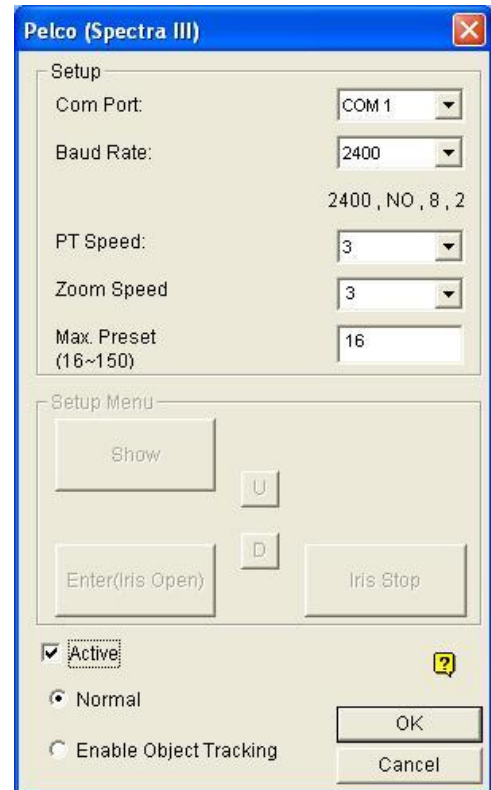 Pelco (Spectra III)
Setup
Com Port: COM 1
Baud Rate: 2400
2400 , NO , 8 , 2
PT Speed: 3
Zoom Speed 3
Max. Preset 16
(16~150)
Setup Menu
Show
U
D
Enter(Iris Open) Iris Stop
Active
?
Normal
OK
Enable Object Tracking
Cancel